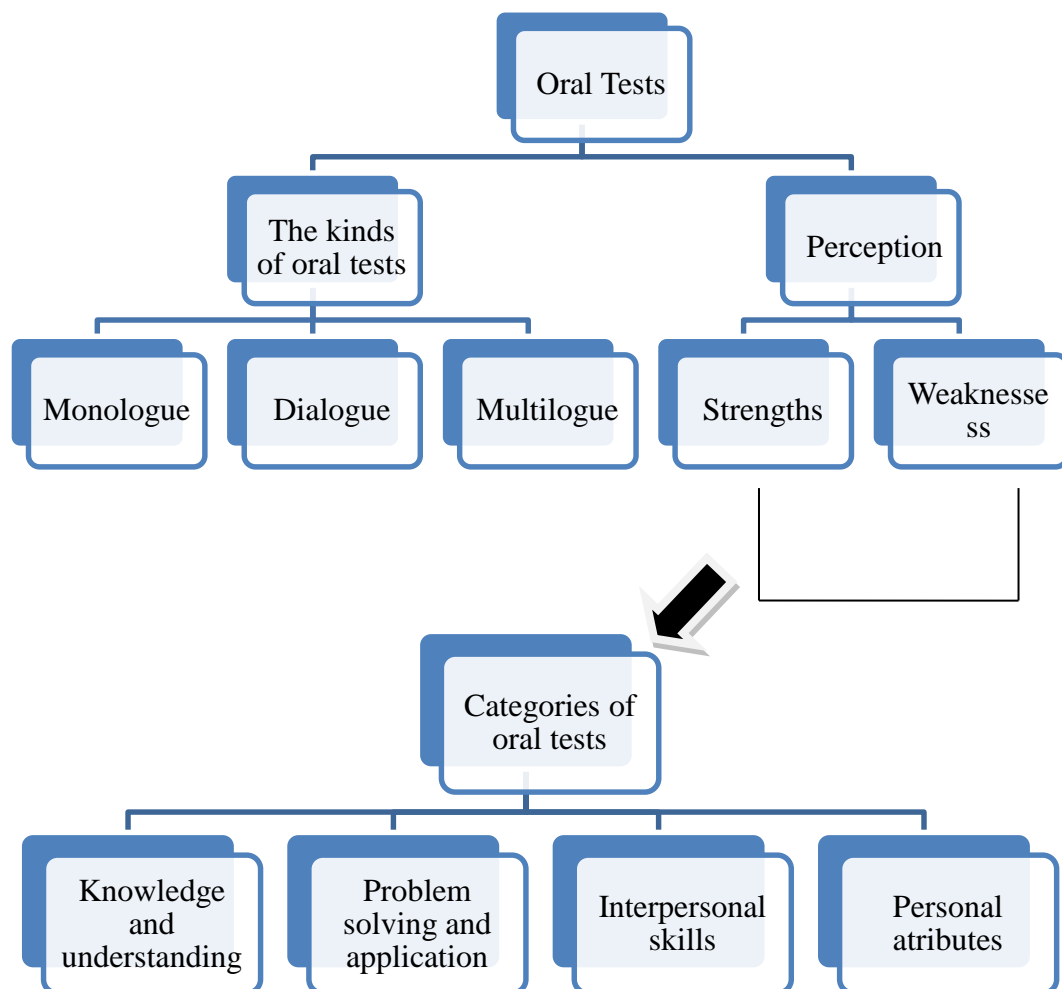 Oral Tests
The kinds
of oral tests
Perception
Monologue
Dialogue
Multilogue
Strengths
Weaknesse
ss
Categories of
oral tests
Knowledge
and
understanding
Problem
solving and
application
Interpersonal
skills
Personal
atributes